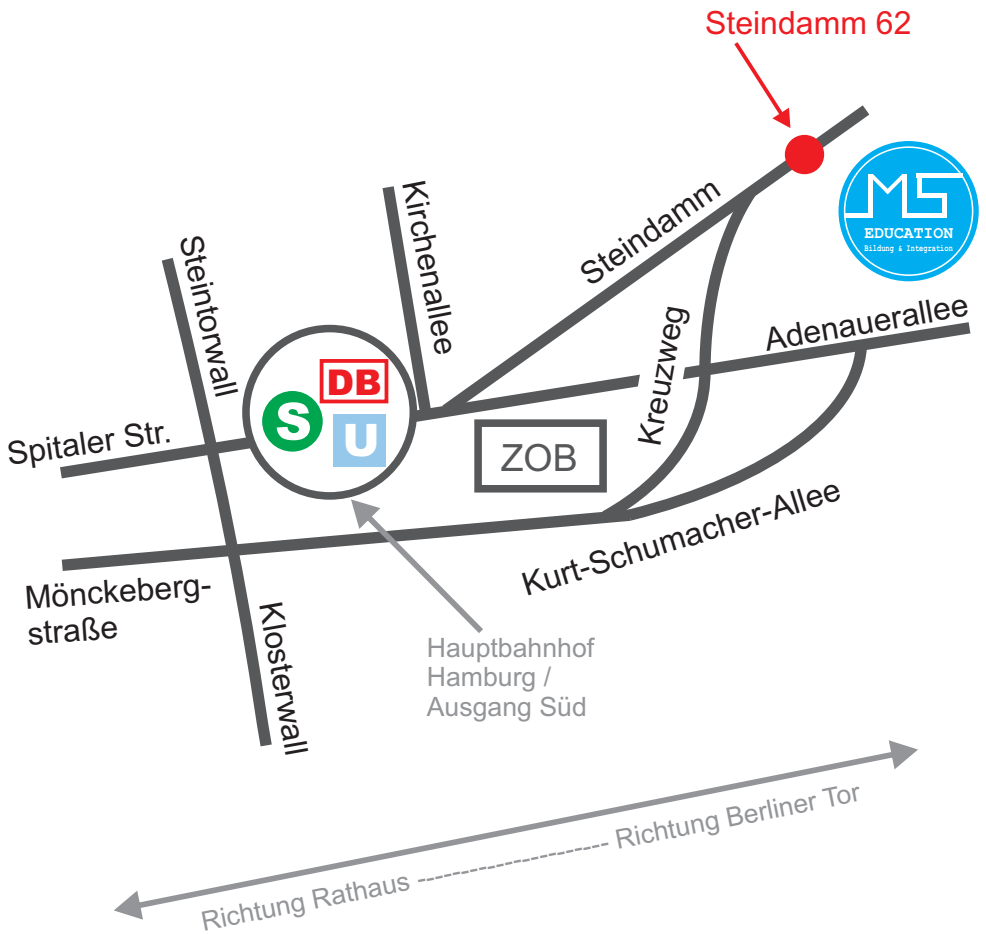 Steindamm 62
MS
EDUCATION
Bildung & Integration
Kirchenallee
Steindamm
Steintorwall
Kreuzweg
Adenauerallee
DB
S
U
Spitaler Str.
ZOB
Kurt-Schumacher-Allee
Mönckeberg-
straße
Klosterwall
Hauptbahnhof
Hamburg /
Ausgang Süd
Richtung Rathaus ---------------------- Richtung Berliner Tor